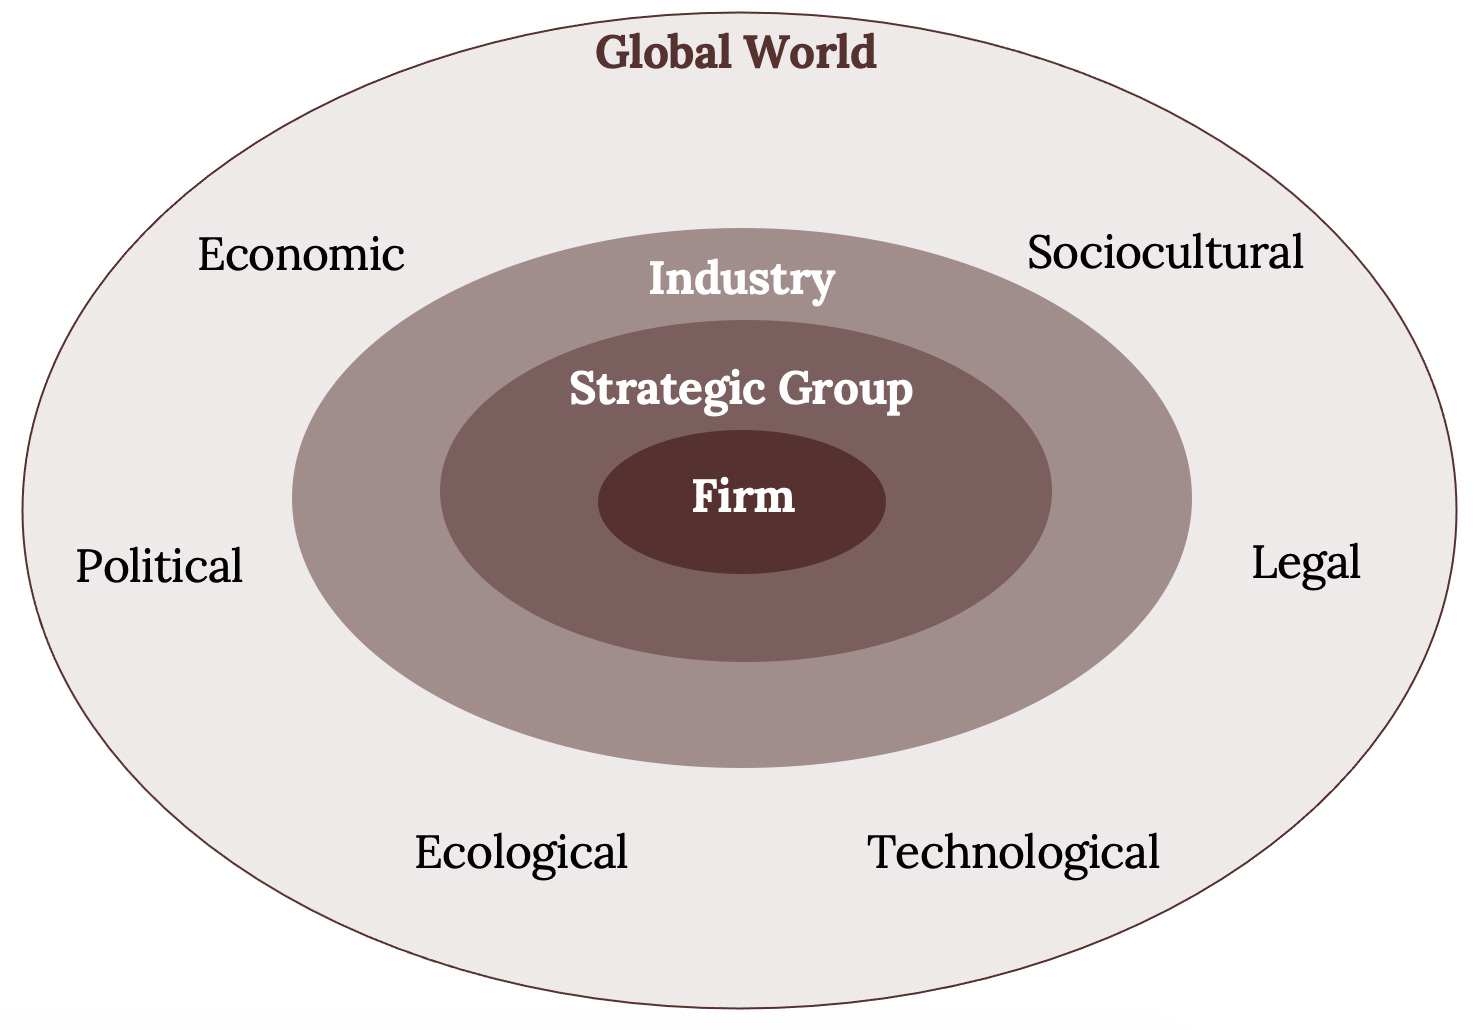 Global World
Economic
Sociocultural
Industry
Strategic Group
Firm
Political
Legal
Ecological
Technological